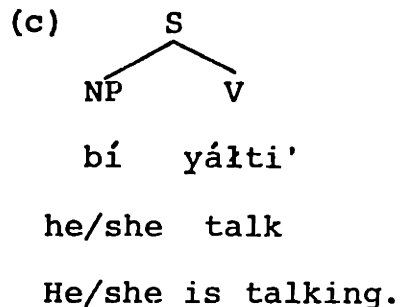 (c) S
NP V
bí yáłti'
he/she talk
He/she is talking.